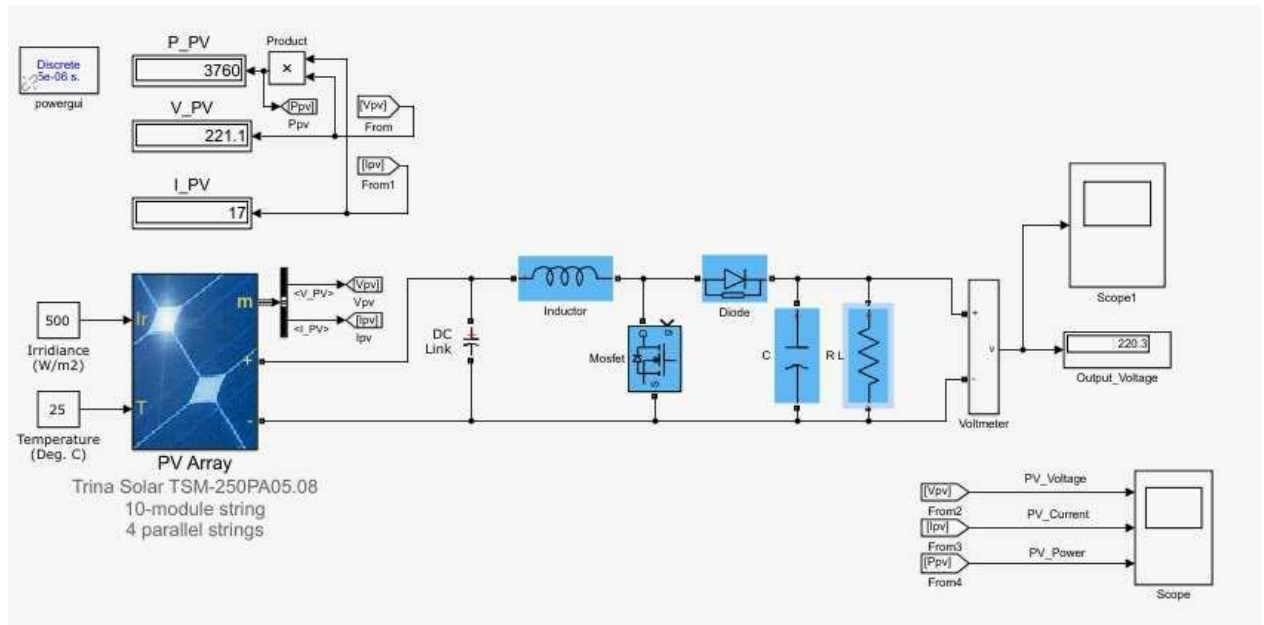 Discrete
5e-06 s.
powergui
P_PV
3760
Product
×
[Ppv]
Ppv
V_PV
221.1
[Vpv]
From
[Ipv]
From1
I_PV
17
500
Irridiance
(W/m2)
25
Temperature
(Deg. C)
Ir
T
m
+
-
PV Array
Trina Solar TSM-250PA05.08
10-module string
4 parallel strings
<V_PV>
[Vpv]
Vpv
<I_PV>
[Ipv]
Ipv
DC
Link
Inductor
Mosfet
D
g
S
Diode
C
R L
+
v
-
Voltmeter
Scope1
220.3
Output_Voltage
[Vpv]
From2
PV_Voltage
[Ipv]
From3
PV_Current
[Ppv]
From4
PV_Power
Scope